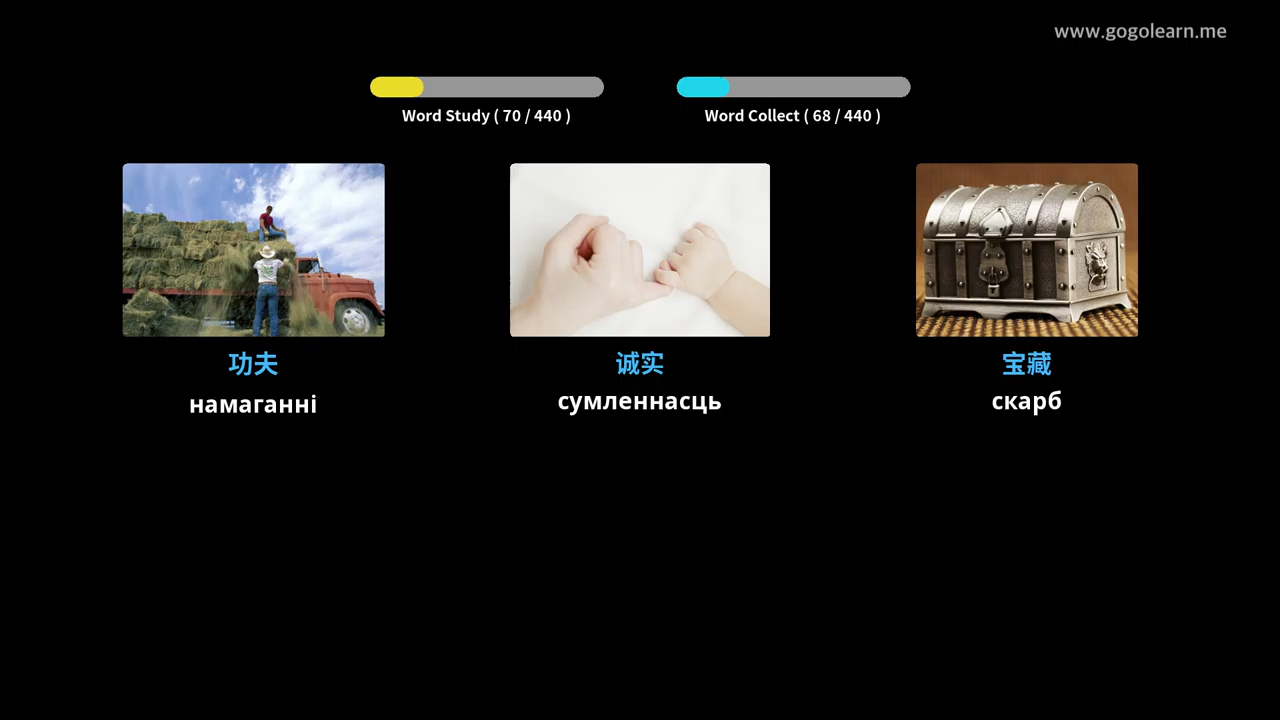 www.gogolearn.me
Word Study ( 70 / 440 )
Word Collect ( 68 / 440 )
功夫
诚实
宝藏
намаганні
сумленнасць
скарб